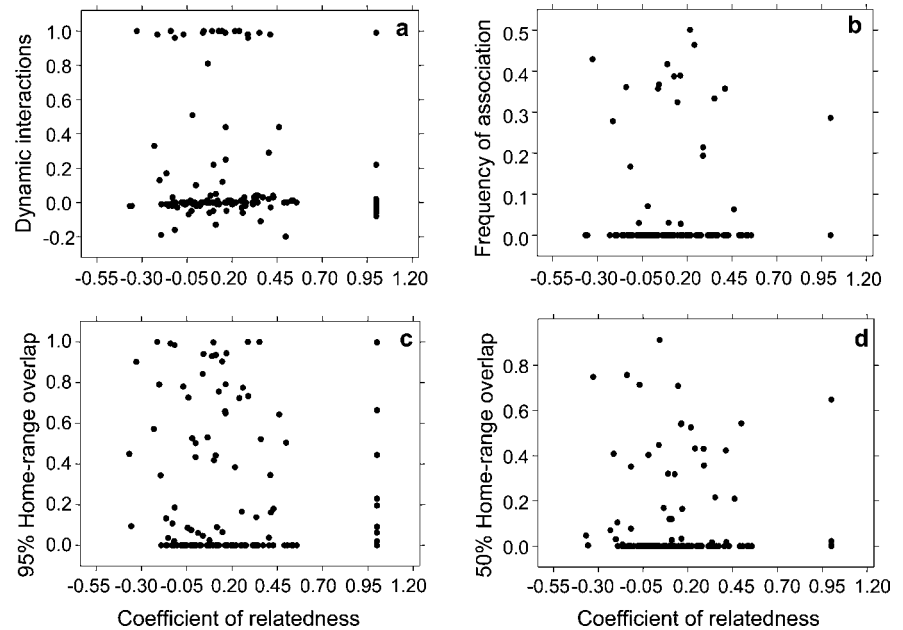 a
Dynamic interactions
1.0
0.8
0.6
0.4
0.2
0.0
-0.2
-0.55 -0.30 -0.05 0.20 0.45 0.70 0.95 1.20
b
Frequency of association
0.5
0.4
0.3
0.2
0.1
0.0
-0.55 -0.30 -0.05 0.20 0.45 0.70 0.95 1.20
c
95% Home-range overlap
1.0
0.8
0.6
0.4
0.2
0.0
-0.55 -0.30 -0.05 0.20 0.45 0.70 0.95 1.20
Coefficient of relatedness
d
50% Home-range overlap
0.8
0.6
0.4
0.2
0.0
-0.55 -0.30 -0.05 0.20 0.45 0.70 0.95 1.20
Coefficient of relatedness